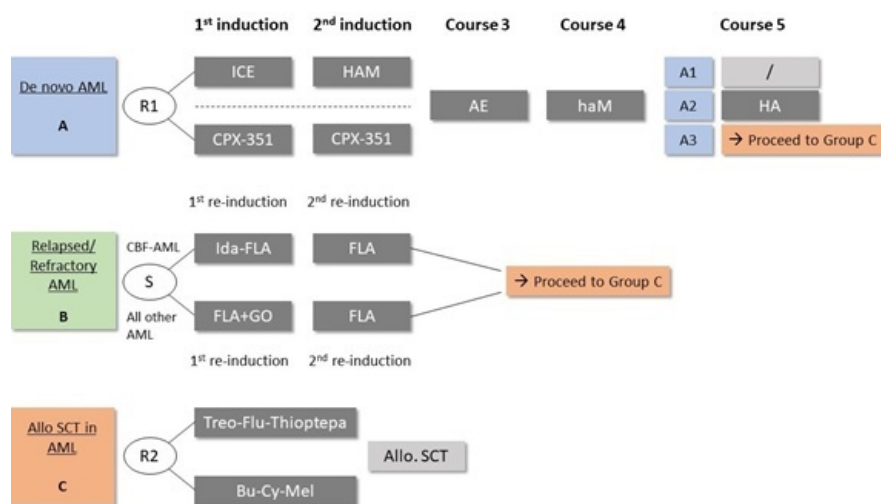 1st induction 2nd induction Course 3 Course 4 Course 5
De novo AML
A
R1
ICE HAM
CPX-351 CPX-351
AE haM
A1 /
A2 HA
A3 → Proceed to Group C
1st re-induction 2nd re-induction
Relapsed/
Refractory
AML
B
CBF-AML
S
All other
AML
Ida-FLA FLA
FLA+GO FLA
→ Proceed to Group C
1st re-induction 2nd re-induction
Allo SCT in
AML
C
R2
Treo-Flu-Thioptepa
Allo. SCT
Bu-Cy-Mel